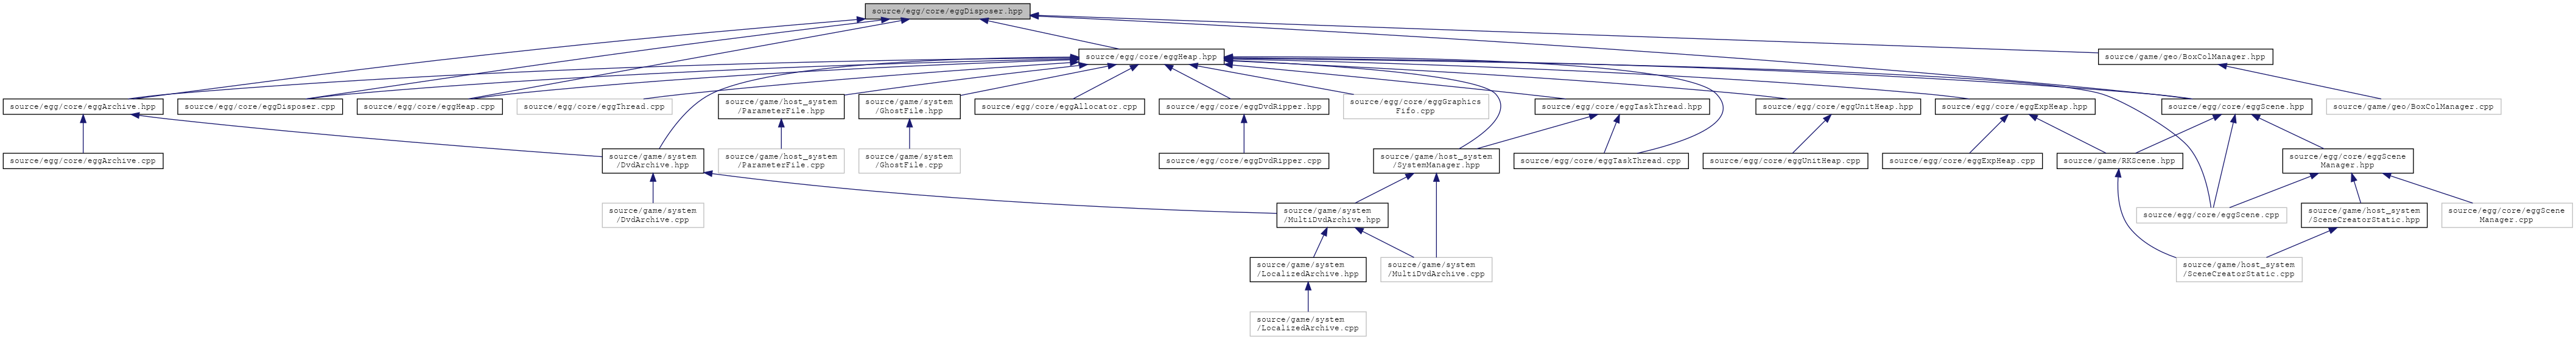 source/egg/core/eggDisposer.hpp
source/egg/core/eggHeap.hpp
source/game/geo/BoxColManager.hpp
source/egg/core/eggArchive.hpp
source/egg/core/eggDisposer.cpp
source/egg/core/eggHeap.cpp
source/egg/core/eggThread.cpp
source/game/host_system
/ParameterFile.hpp
source/game/system
/GhostFile.hpp
source/egg/core/eggAllocator.cpp
source/egg/core/eggDvdRipper.hpp
source/egg/core/eggGraphics
Fifo.cpp
source/egg/core/eggTaskThread.hpp
source/egg/core/eggUnitHeap.hpp
source/egg/core/eggExpHeap.hpp
source/egg/core/eggScene.hpp
source/game/geo/BoxColManager.cpp
source/egg/core/eggArchive.cpp
source/game/system
/DvdArchive.hpp
source/game/host_system
/ParameterFile.cpp
source/game/system
/GhostFile.cpp
source/egg/core/eggDvdRipper.cpp
source/game/host_system
/SystemManager.hpp
source/egg/core/eggTaskThread.cpp
source/egg/core/eggUnitHeap.cpp
source/egg/core/eggExpHeap.cpp
source/game/RKScene.hpp
source/egg/core/eggScene
Manager.hpp
source/game/system
/DvdArchive.cpp
source/game/system
/MultiDvdArchive.hpp
source/egg/core/eggScene.cpp
source/game/host_system
/SceneCreatorStatic.hpp
source/egg/core/eggScene
Manager.cpp
source/game/system
/LocalizedArchive.hpp
source/game/system
/MultiDvdArchive.cpp
source/game/host_system
/SceneCreatorStatic.cpp
source/game/system
/LocalizedArchive.cpp